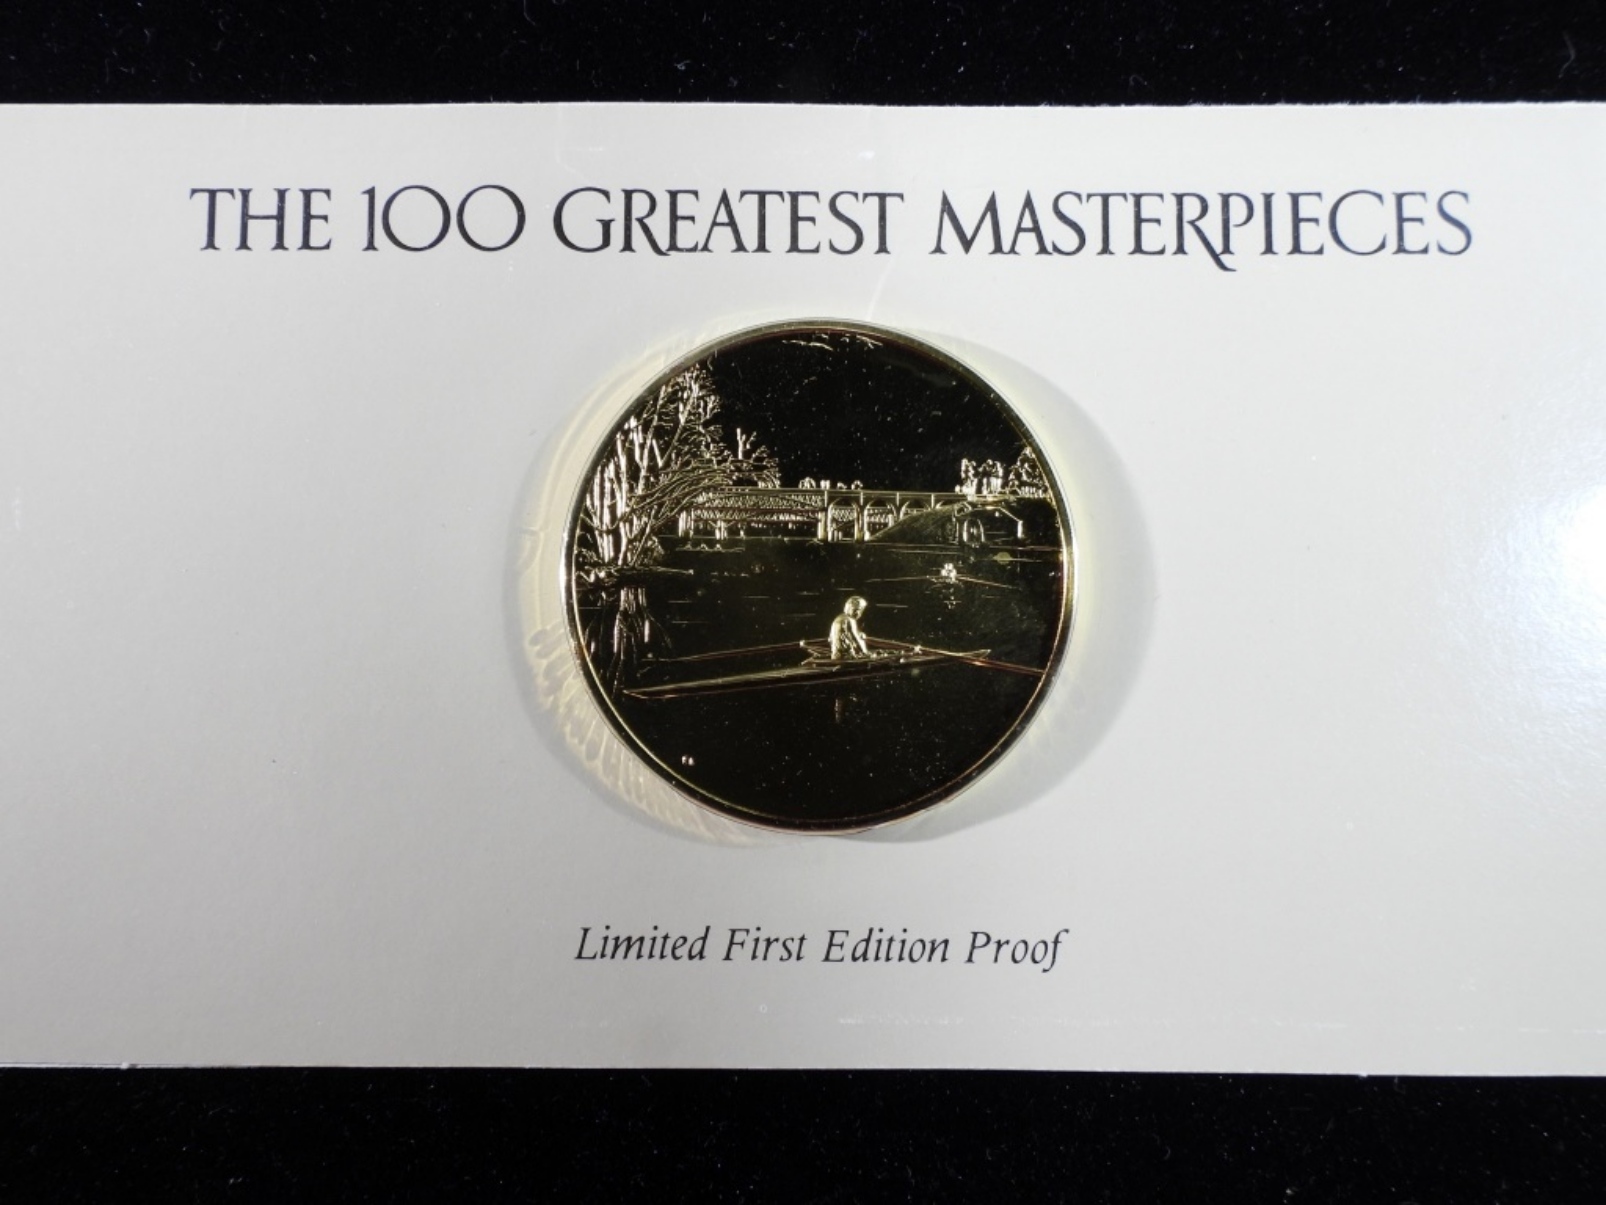 THE 100 GREATEST MASTERPIECES
Limited First Edition Proof